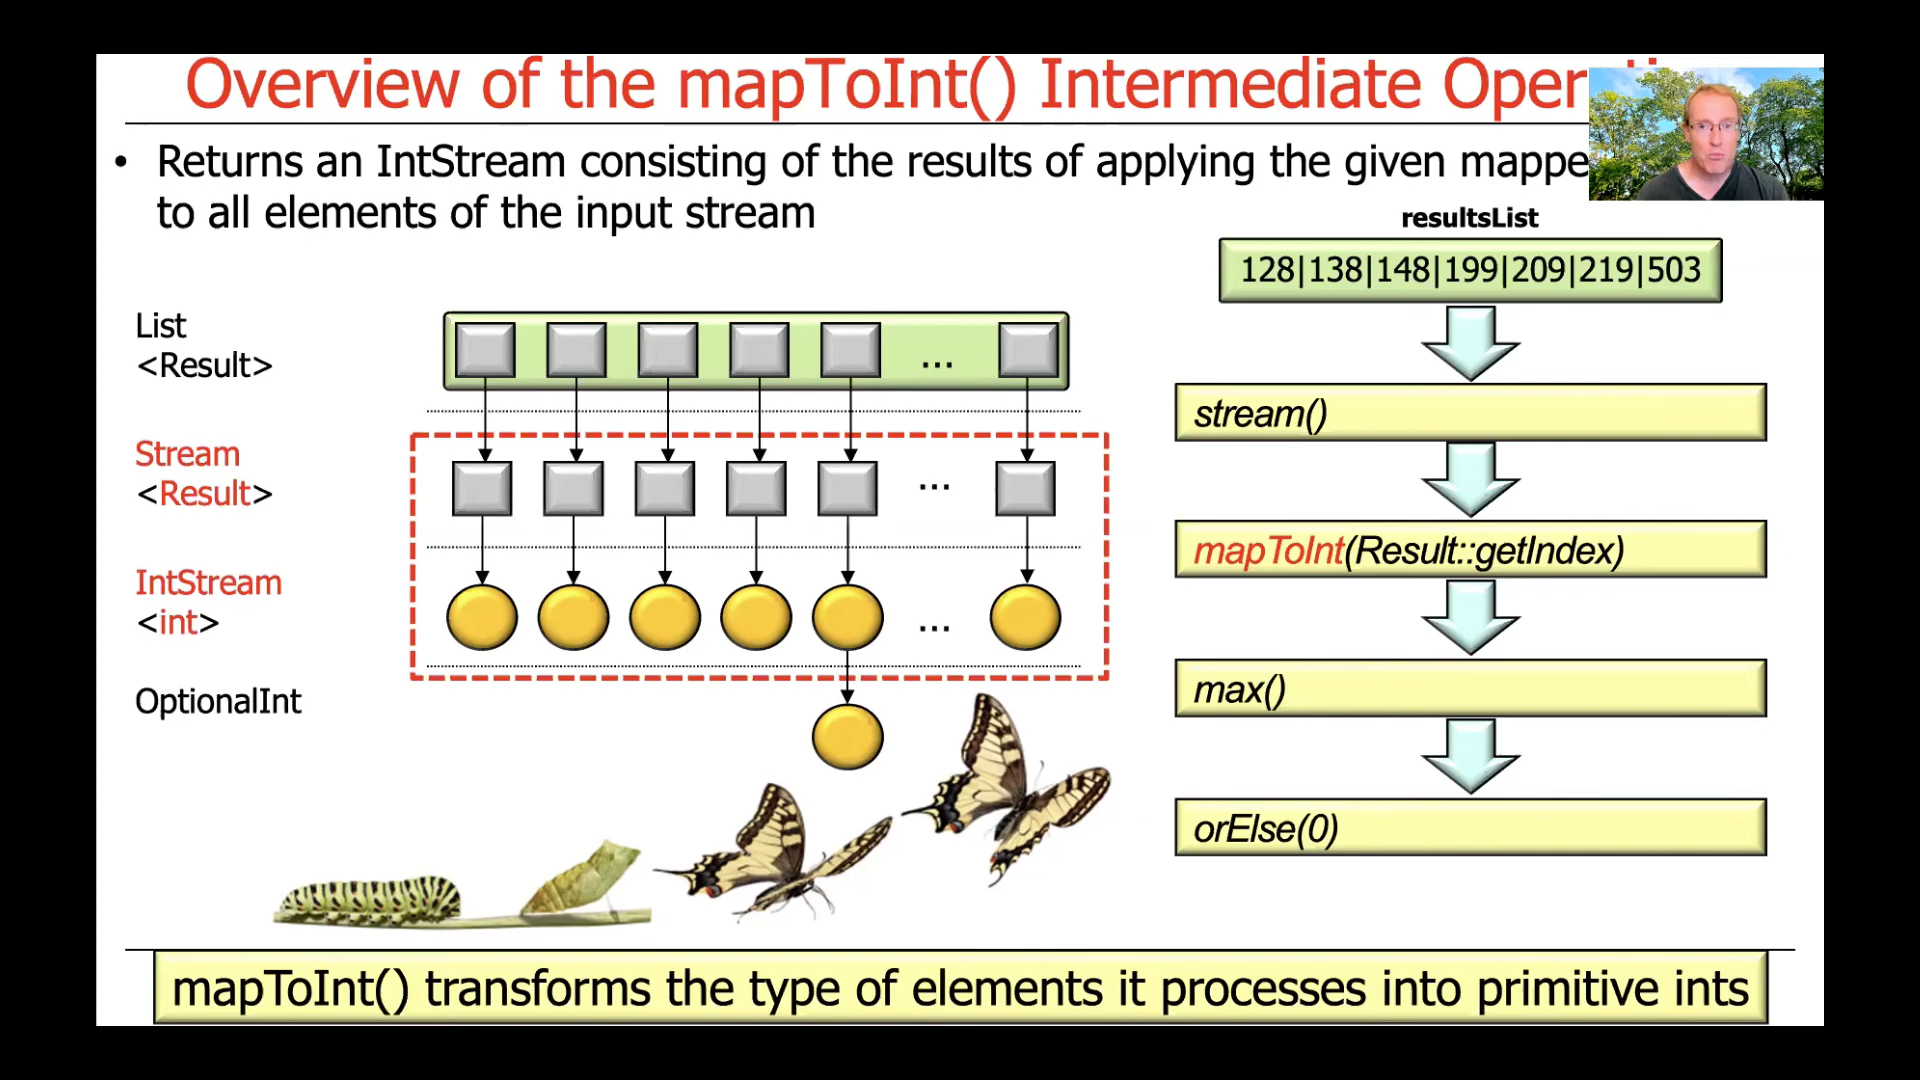 Overview of the mapToInt() Intermediate Oper
• Returns an IntStream consisting of the results of applying the given mappe
to all elements of the input stream
resultsList
128|138|148|199|209|219|503
List
<Result>
...
stream()
Stream
<Result>
...
mapToInt(Result::getIndex)
IntStream
<int>
...
max()
OptionalInt
orElse(0)
mapToInt() transforms the type of elements it processes into primitive ints